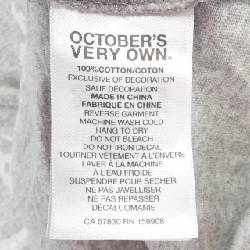 OCTOBER'S
VERY OWN.
100%COTTON/COTON
EXCLUSIVE OF DECORATION
SAUF DÉCORATION
MADE IN CHINA
FABRIQUÉ EN CHINE
REVERSE GARMENT
MACHINE WASH COLD
HANG TO DRY
DO NOT BLEACH
DO NOT IRON DECAL
TOURNER VÊTEMENT À L'ENVERS
LAVER À LA MACHINE
À L'EAU FROID DE
SUSPENDRE POUR SÉCHER
NE PAS JAVELLISER
NE PAS REPASSER
DÉCALCOMANIE
CA 57830 RN 159908